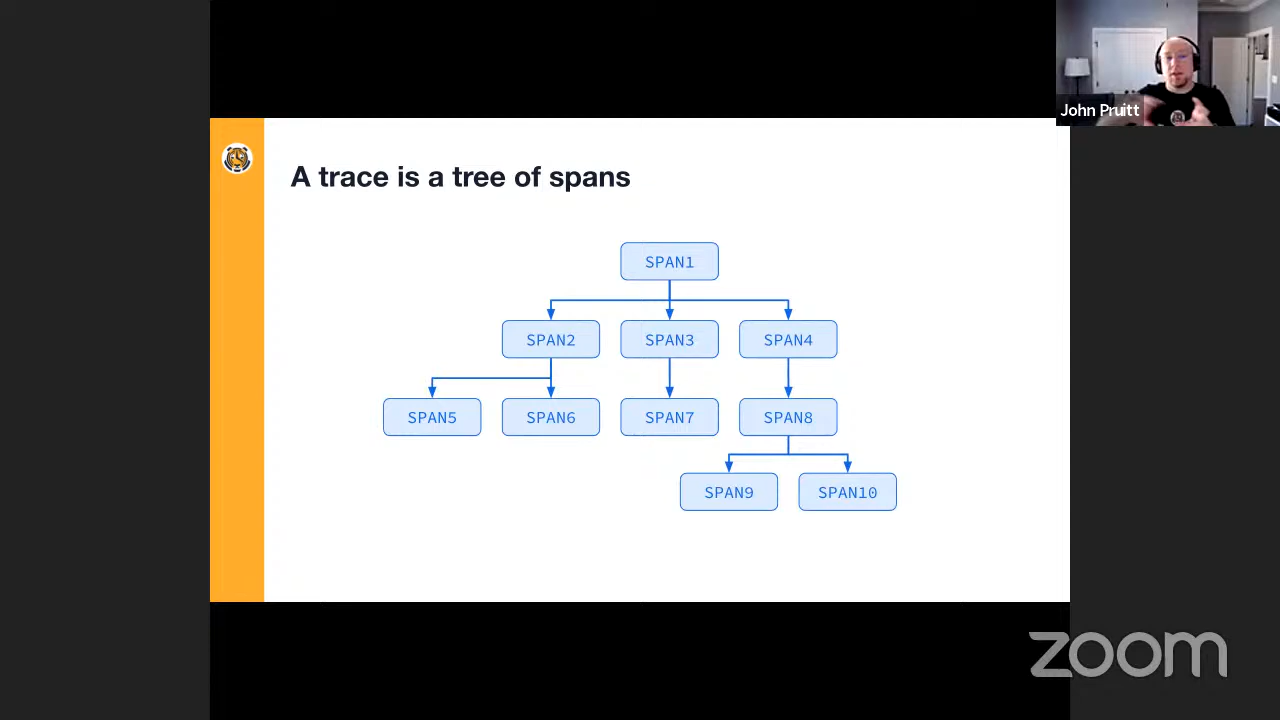 John Pruitt
A trace is a tree of spans
SPAN1
SPAN2 SPAN3 SPAN4
SPAN5 SPAN6 SPAN7 SPAN8
SPAN9 SPAN10
zoom